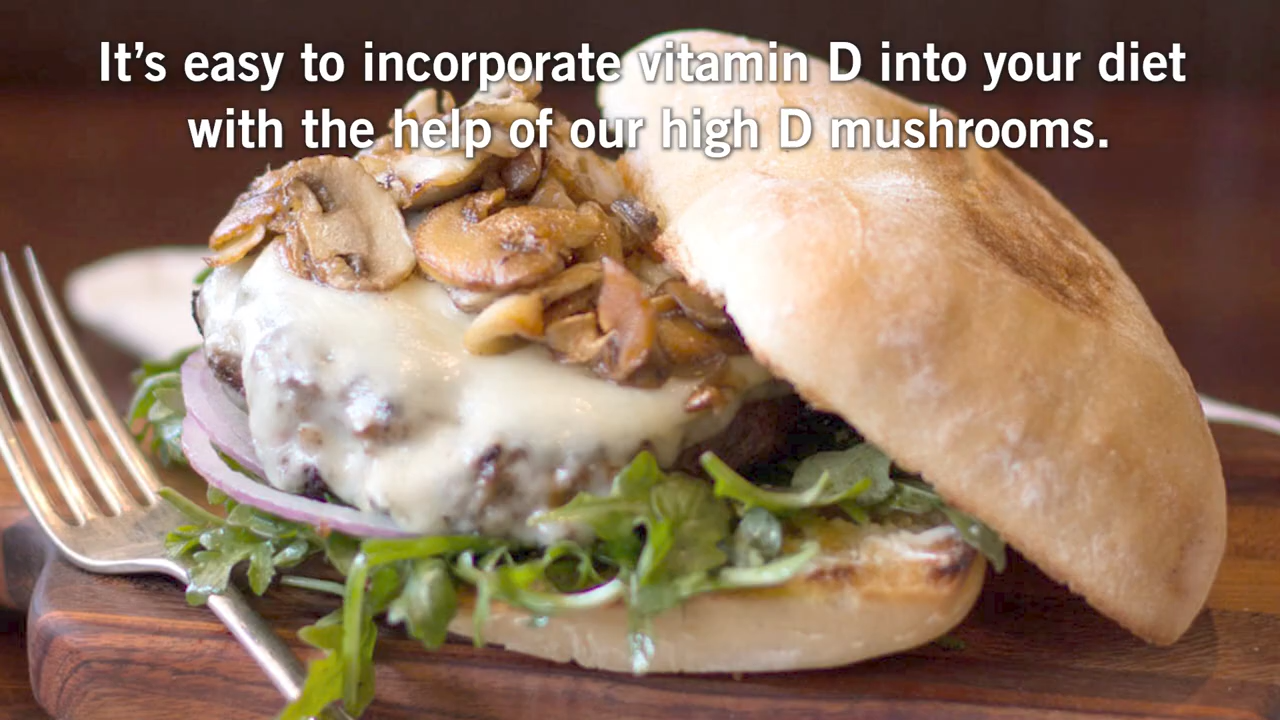 It’s easy to incorporate vitamin D into your diet
with the help of our high D mushrooms.